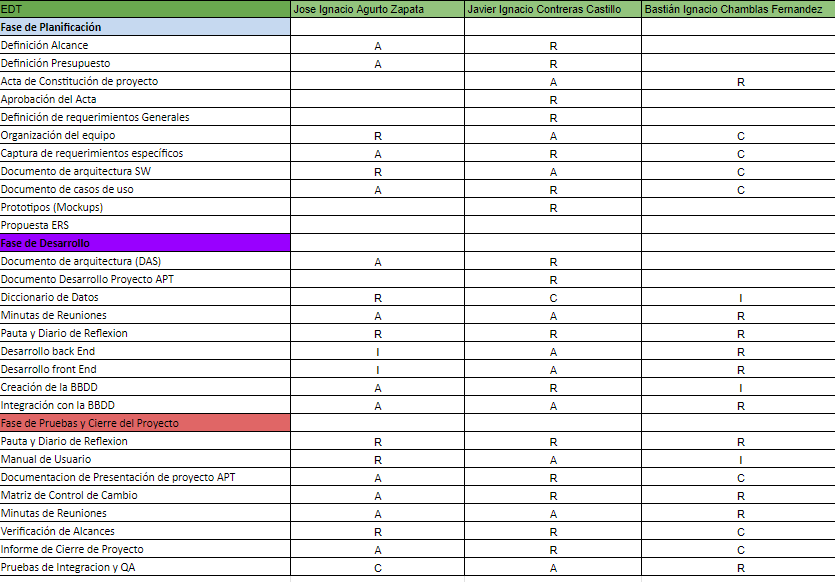 EDT Jose Ignacio Agurto Zapata Javier Ignacio Contreras Castillo Bastián Ignacio Chamblas Fernandez
Fase de Planificación
Definición Alcance A R
Definición Presupuesto A R
Acta de Constitución de proyecto A R
Aprobación del Acta R
Definición de requerimientos Generales R
Organización del equipo R A C
Captura de requerimientos específicos A R C
Documento de arquitectura SW R A C
Documento de casos de uso A R C
Prototipos (Mockups) R
Propuesta ERS
Fase de Desarrollo
Documento de arquitectura (DAS) A R
Documento Desarrollo Proyecto APT R
Diccionario de Datos R C I
Minutas de Reuniones A A R
Pauta y Diario de Reflexion R R R
Desarrollo back End I A R
Desarrollo front End I A R
Creación de la BBDD A R I
Integración con la BBDD A A R
Fase de Pruebas y Cierre del Proyecto
Pauta y Diario de Reflexion R R R
Manual de Usuario R A I
Documentacion de Presentación de proyecto APT A R C
Matriz de Control de Cambio A R R
Minutas de Reuniones A A R
Verificación de Alcances R R C
Informe de Cierre de Proyecto A R C
Pruebas de Integracion y QA C A R